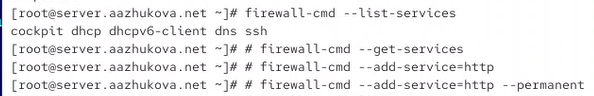 [root@server.aazhukova.net ~]# firewall-cmd --list-services
cockpit dhcp dhcpv6-client dns ssh
[root@server.aazhukova.net ~]# # firewall-cmd --get-services
[root@server.aazhukova.net ~]# # firewall-cmd --add-service=http
[root@server.aazhukova.net ~]# # firewall-cmd --add-service=http --permanent